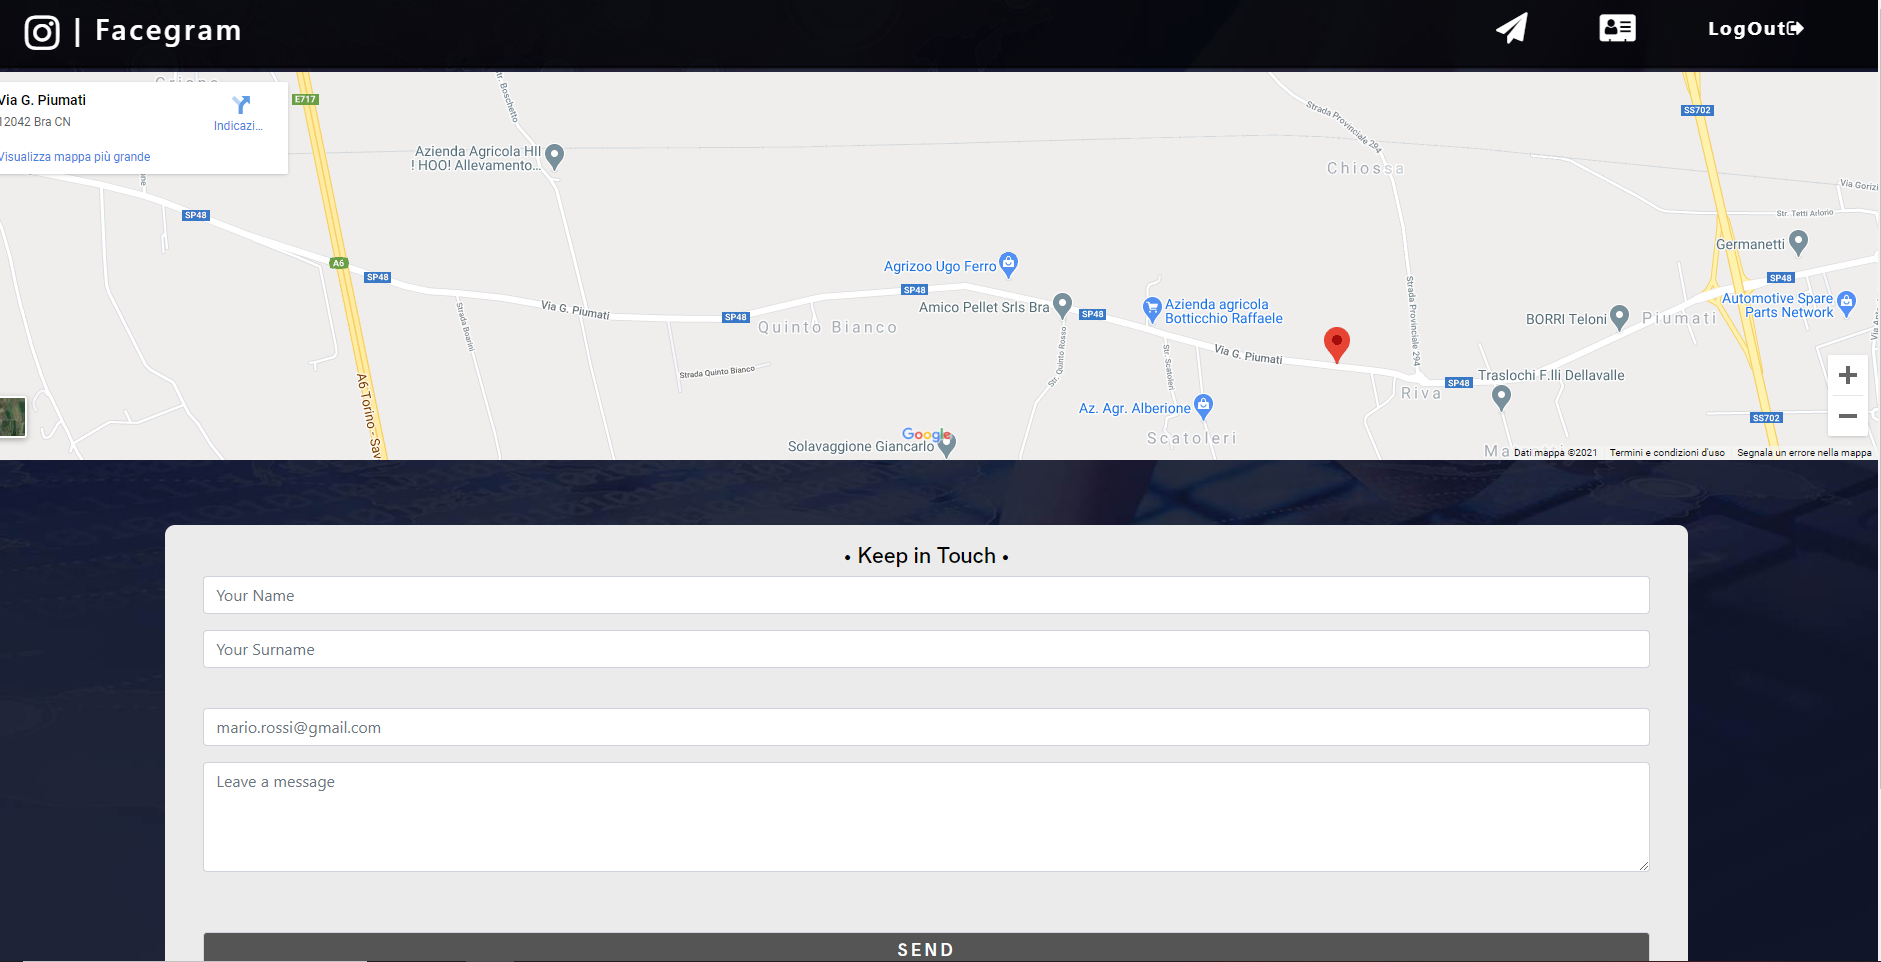 | Facegram
LogOut
Via G. Piumati
12042 Bra CN
Indicazi...
Visualizza mappa più grande
E717
Str. Boschetto
Azienda Agricola HII
! HOO! Allevamento...
Strada Provinciale 294
Chiossa
SS702
Via Gorizi
Str. Tetti Arlorio
Germanetti
SP48
A6
SP48
SP48
Agrizoo Ugo Ferro
SP48
Amico Pellet Srls Bra
SP48
Azienda agricola
Botticchio Raffaele
Strada Provinciale 294
Automotive Spare
Parts Network
BORRI Teloni
Piumati
Via G. Piumati
SP48
Quinto Bianco
Strada Boarini
Str. Quinto Rosso
Str. Scatoleri
Via G. Piumati
SP48
Traslochi F.lli Dellavalle
Riva
Strada Quinto Bianco
A6 Torino - Sav
Az. Agr. Alberione
Scatoleri
SS702
Google
Solavaggione Giancarlo
Ma
Dati mappa ©2021
Termini e condizioni d'uso
Segnala un errore nella mappa
• Keep in Touch •
Your Name
Your Surname
mario.rossi@gmail.com
Leave a message
SEND